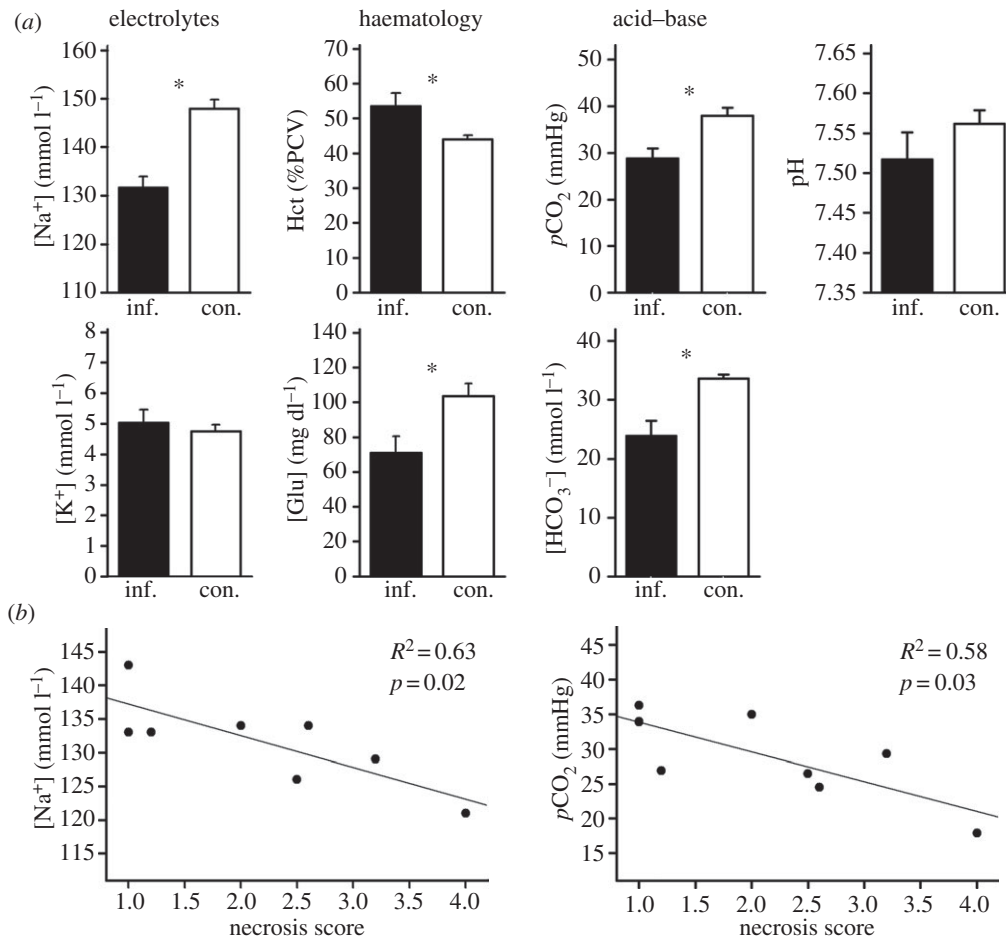 (a) electrolytes haematology acid–base
160
150
140
130
120
110
[Na⁺] (mmol l⁻¹)
*
inf. con.
70
60
50
40
30
20
10
0
Hct (%PCV)
*
inf. con.
50
40
30
20
10
0
pCO₂ (mmHg)
*
inf. con.
7.65
7.60
7.55
7.50
7.45
7.40
7.35
pH
inf. con.
8
7
6
5
4
3
2
1
0
[K⁺] (mmol l⁻¹)
inf. con.
140
120
100
80
60
40
20
0
[Glu] (mg dl⁻¹)
*
inf. con.
40
30
20
10
0
[HCO₃⁻] (mmol l⁻¹)
*
inf. con.
(b)
145
140
135
130
125
120
115
[Na⁺] (mmol l⁻¹)
R² = 0.63
p = 0.02
1.0 1.5 2.0 2.5 3.0 3.5 4.0
necrosis score
45
40
35
30
25
20
15
pCO₂ (mmHg)
R² = 0.58
p = 0.03
1.0 1.5 2.0 2.5 3.0 3.5 4.0
necrosis score